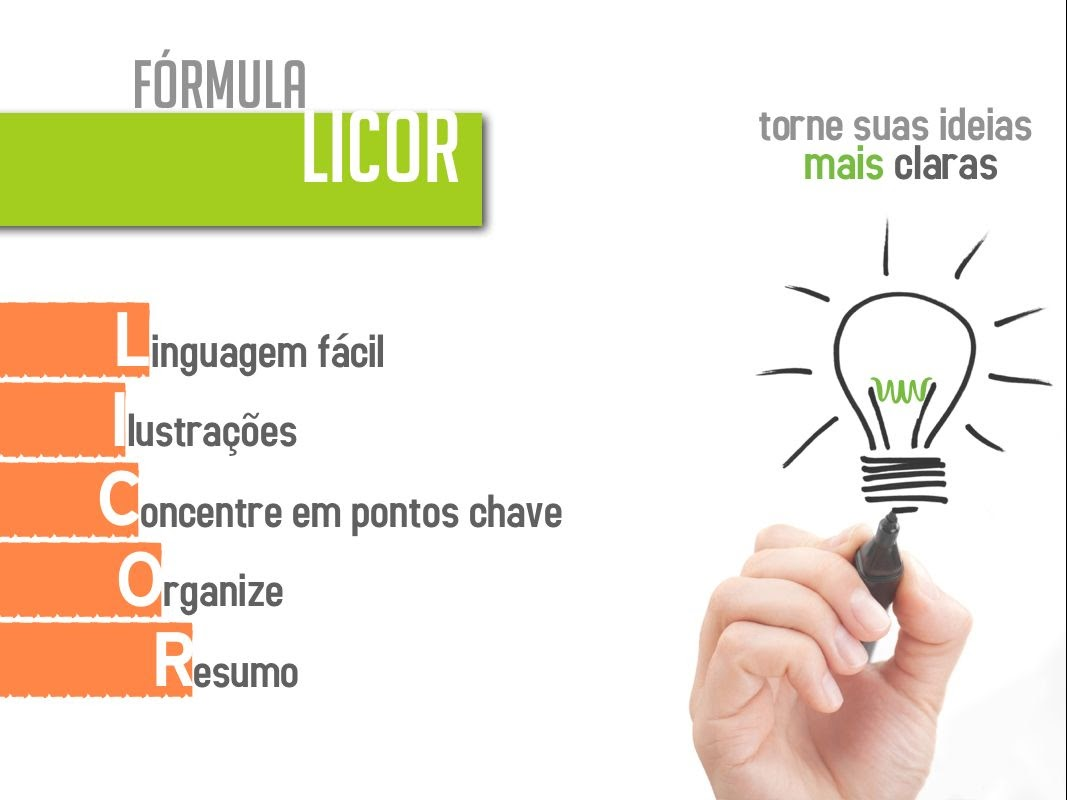 FÓRMULA
LICOR
torne suas ideias
mais claras
Linguagem fácil
Ilustrações
Concentre em pontos chave
Organize
Resumo